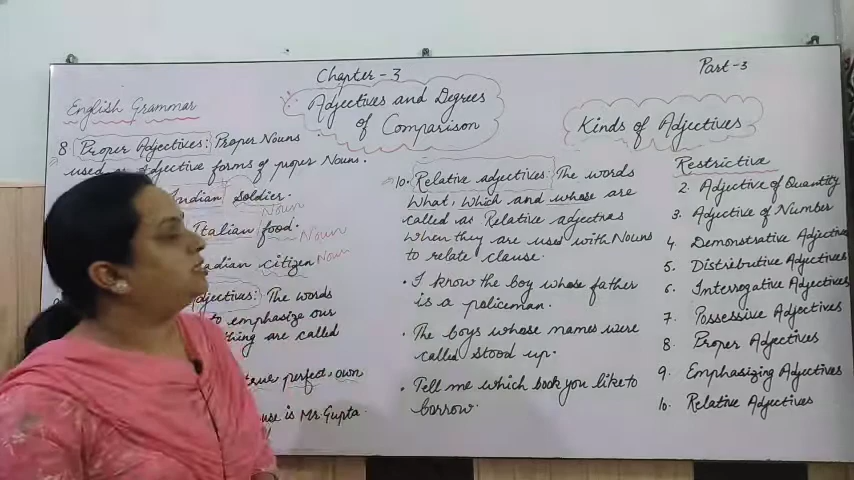 Chapter - 3
Part - 3
English Grammar
Adjectives and Degrees
of Comparison
Kinds of Adjectives
8 Proper Adjectives: Proper Nouns
used as Adjective forms of proper Nouns.
Indian soldier.
Noun
Italian food.
Noun
citizen
Noun
adjectives: The words
to emphasize our
are called
perfect, own
is Mr. Gupta.
10. Relative adjectives: The words
What, which and whose are
called as Relative
when they are used with Nouns
to relate clause.
• I know the boy whose father
is a policeman.
• The boys whose names were
called stood up.
• Tell me which book you like to
borrow.
Restrictive
2. Adjective of Quantity
3. Adjective of Number
4. Demonstrative Adjectives
5. Distributive Adjectives
6. Interrogative Adjectives
7. Possessive Adjectives
8. Proper Adjectives
9. Emphasizing Adjectives
10. Relative Adjectives